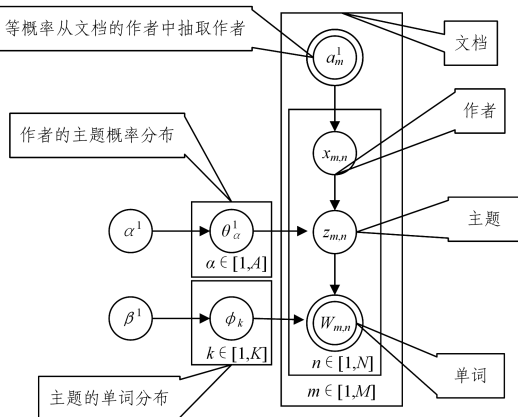 等概率从文档的作者中抽取作者
文档
a_m^1
作者
作者的主题概率分布
x_{m,n}
主题
α^1
θ_α^1
z_{m,n}
α∈[1,A]
β^1
ϕ_k
W_{m,n}
k∈[1,K]
n∈[1,N]
单词
主题的单词分布
m∈[1,M]